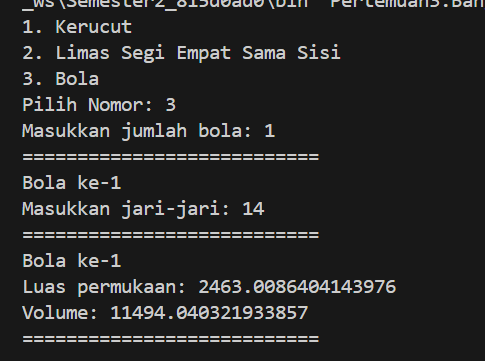 _ws\Semester2_815d0ad0\bin' 'Pertemuan5.Ban
1. Kerucut
2. Limas Segi Empat Sama Sisi
3. Bola
Pilih Nomor: 3
Masukkan jumlah bola: 1
===========================
Bola ke-1
Masukkan jari-jari: 14
===========================
Bola ke-1
Luas permukaan: 2463.0086404143976
Volume: 11494.040321933857
===========================